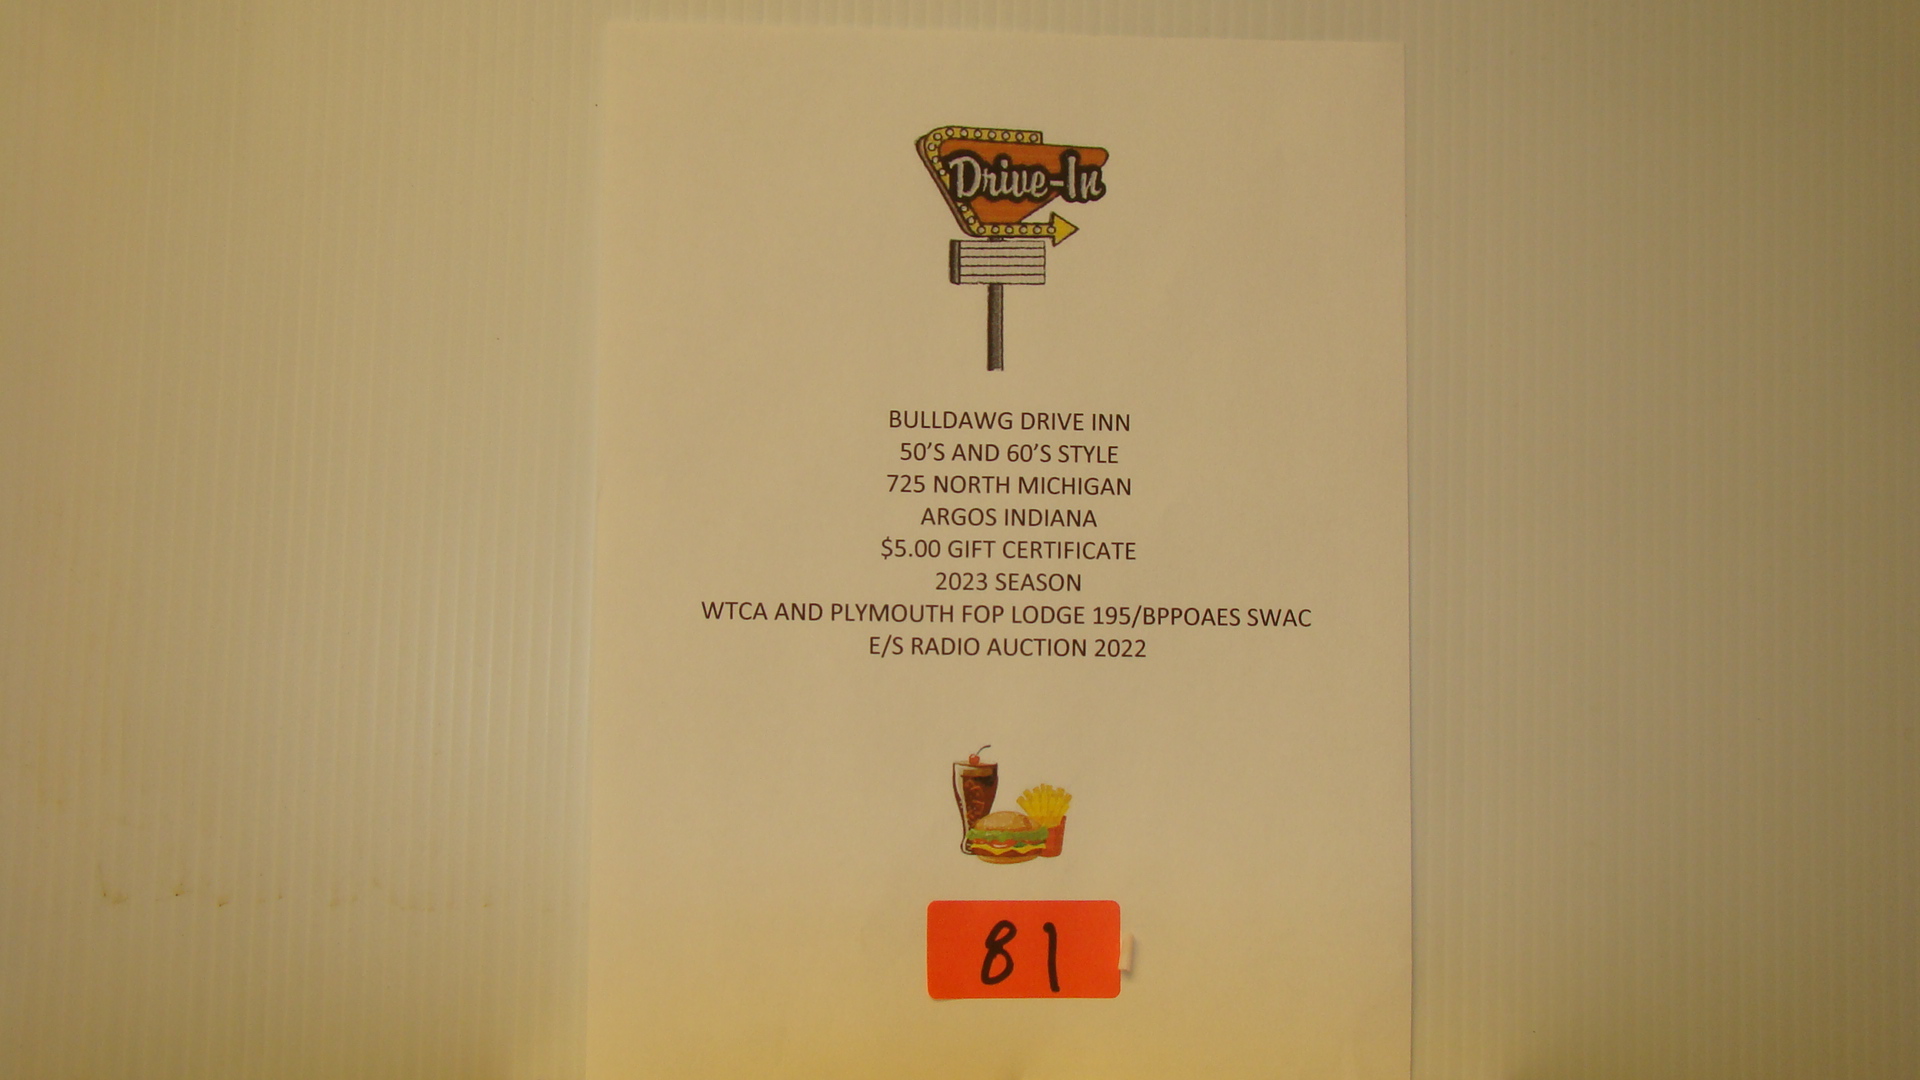 Drive-In
BULLDAWG DRIVE INN
50'S AND 60'S STYLE
725 NORTH MICHIGAN
ARGOS INDIANA
$5.00 GIFT CERTIFICATE
2023 SEASON
WTCA AND PLYMOUTH FOP LODGE 195/BPPOAES SWAC
E/S RADIO AUCTION 2022
81